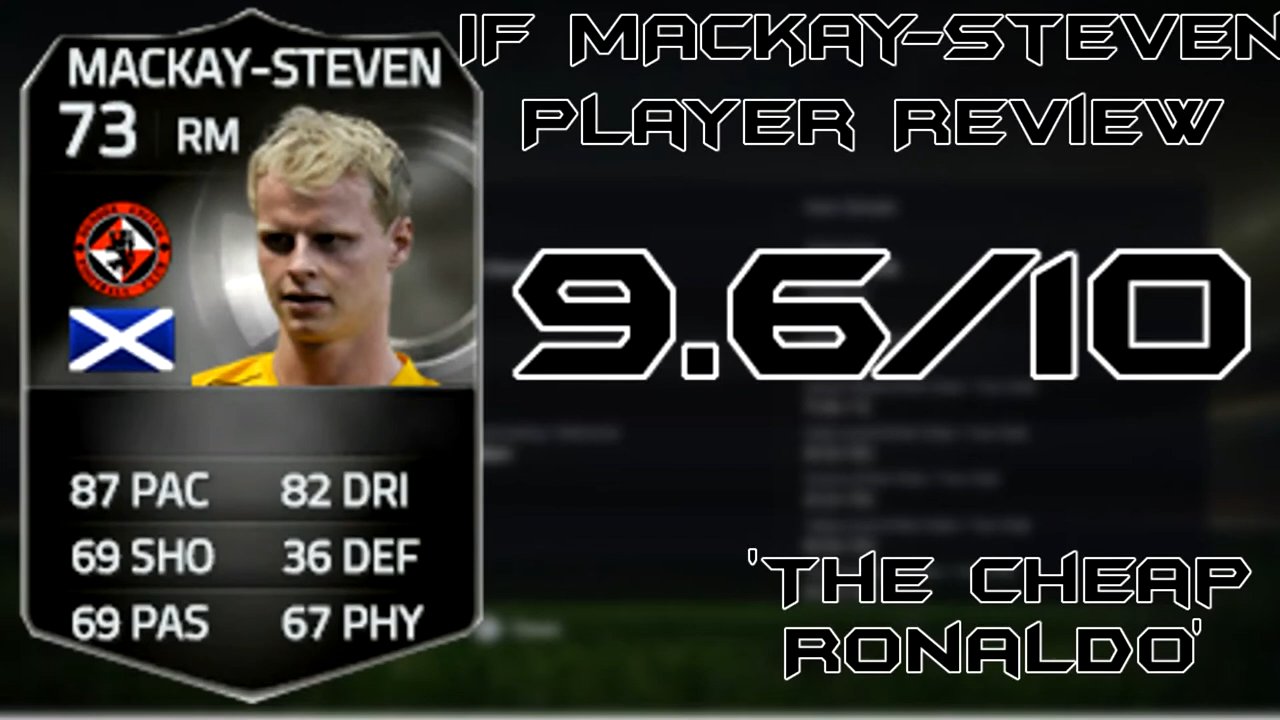 MACKAY-STEVEN
73 RM
87 PAC 82 DRI
69 SHO 36 DEF
69 PAS 67 PHY
IF MACKAY-STEVEN
PLAYER REVIEW
9.6/10
'THE CHEAP
RONALDO'